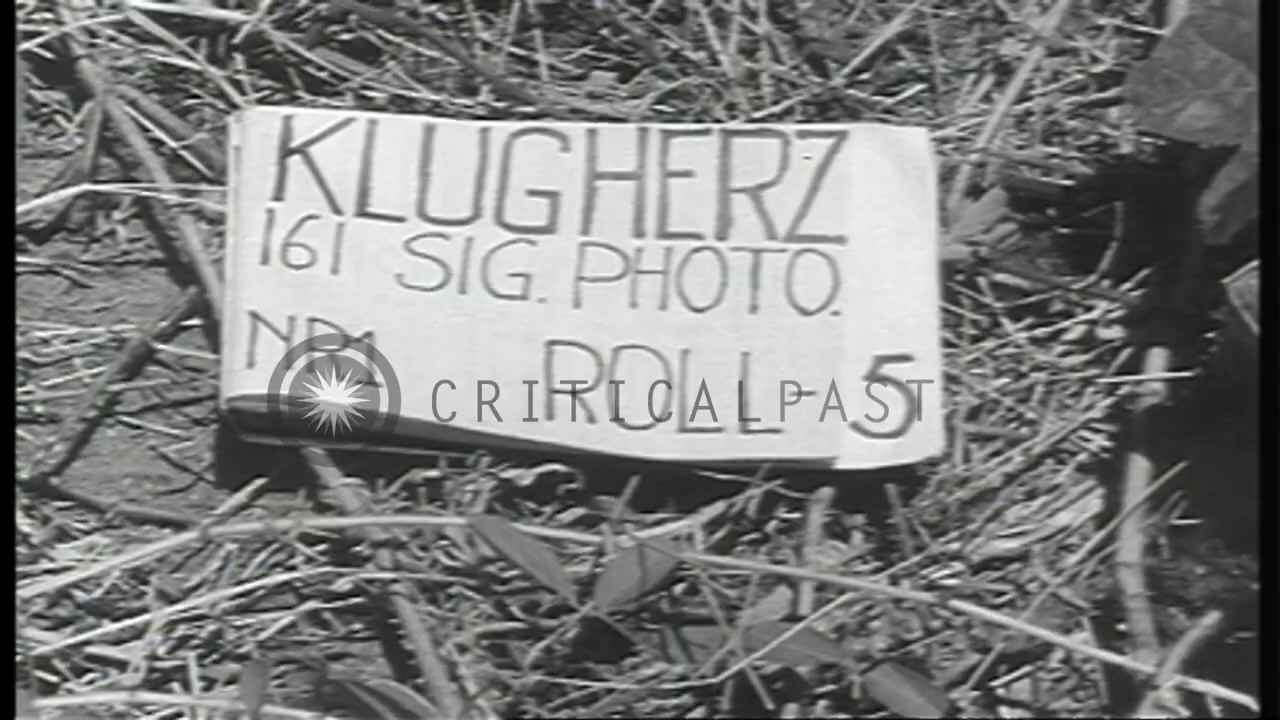 KLUGHERZ
161 SIG. PHOTO.
ROLL - 5
CRITICALPAST